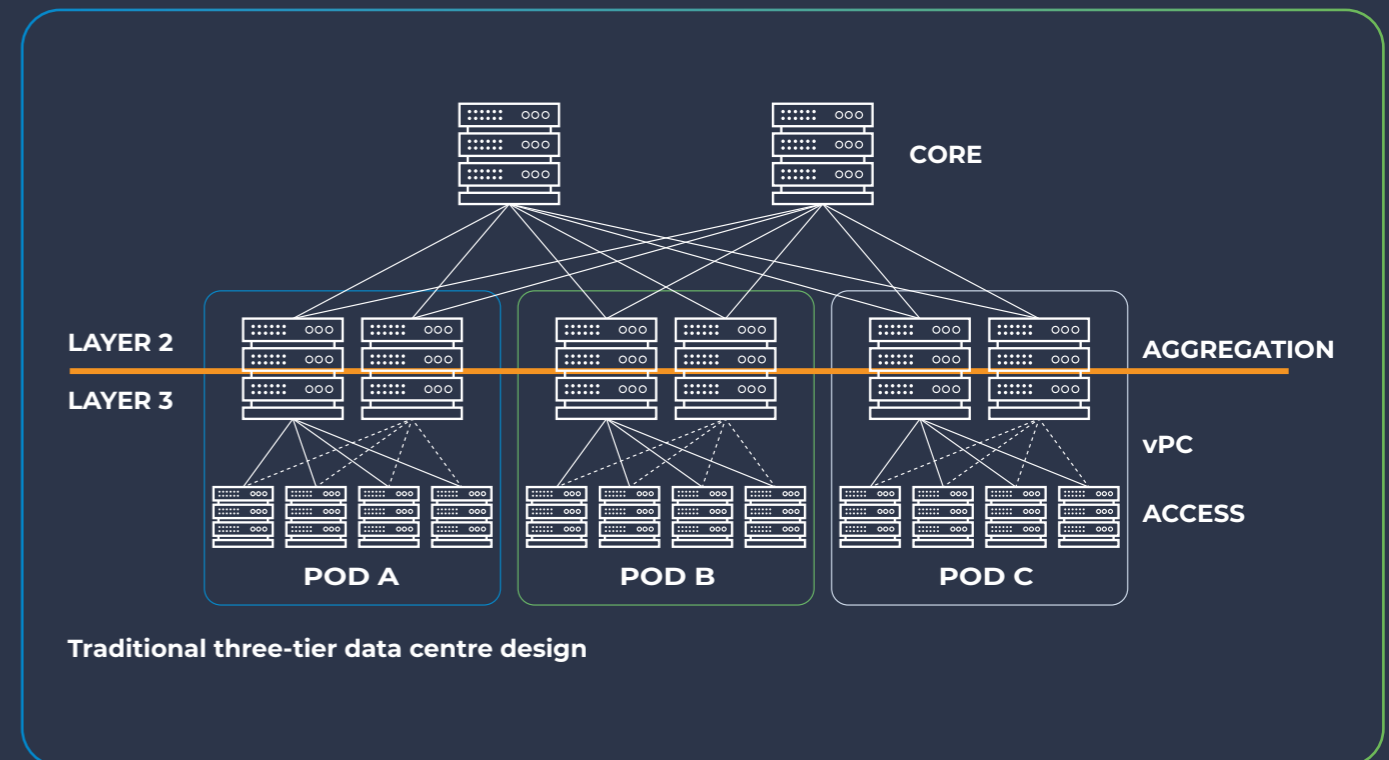 CORE
LAYER 2
AGGREGATION
LAYER 3
vPC
ACCESS
POD A
POD B
POD C
Traditional three-tier data centre design